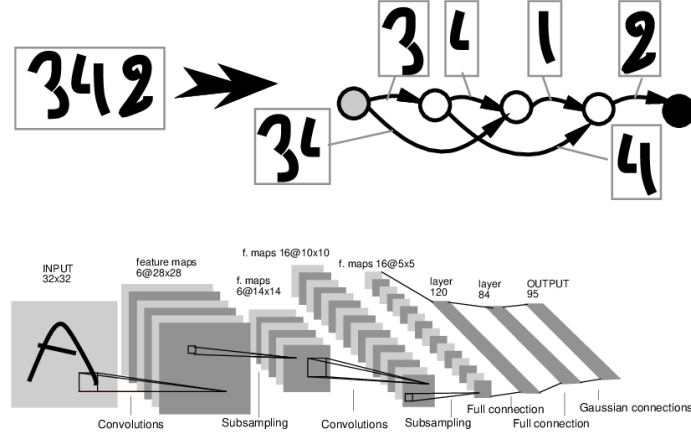 342
3
4
1
2
34
4
INPUT
32x32
feature maps
6@28x28
f. maps
6@14x14
f. maps 16@10x10
f. maps 16@5x5
layer
120
layer
84
OUTPUT
95
A
Convolutions
Subsampling
Convolutions
Subsampling
Full connection
Full connection
Gaussian connections